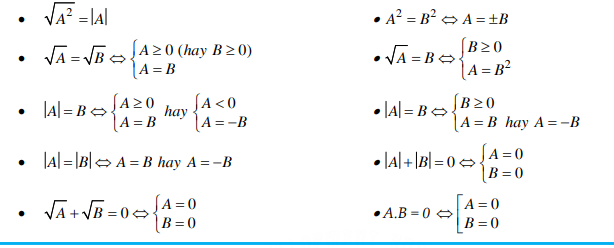 • √A² = |A| • A² = B² ⇔ A = ±B
• √A = √B ⇔ { A ≥ 0 (hay B ≥ 0)
A = B
• √A = B ⇔ { B ≥ 0
A = B²
• |A| = B ⇔ { A ≥ 0
A = B hay { A < 0
A = −B
• |A| = B ⇔ { B ≥ 0
A = B hay A = −B
• |A| = |B| ⇔ A = B hay A = −B
• |A| + |B| = 0 ⇔ { A = 0
B = 0
• √A + √B = 0 ⇔ { A = 0
B = 0
• A.B = 0 ⇔ [ A = 0
B = 0